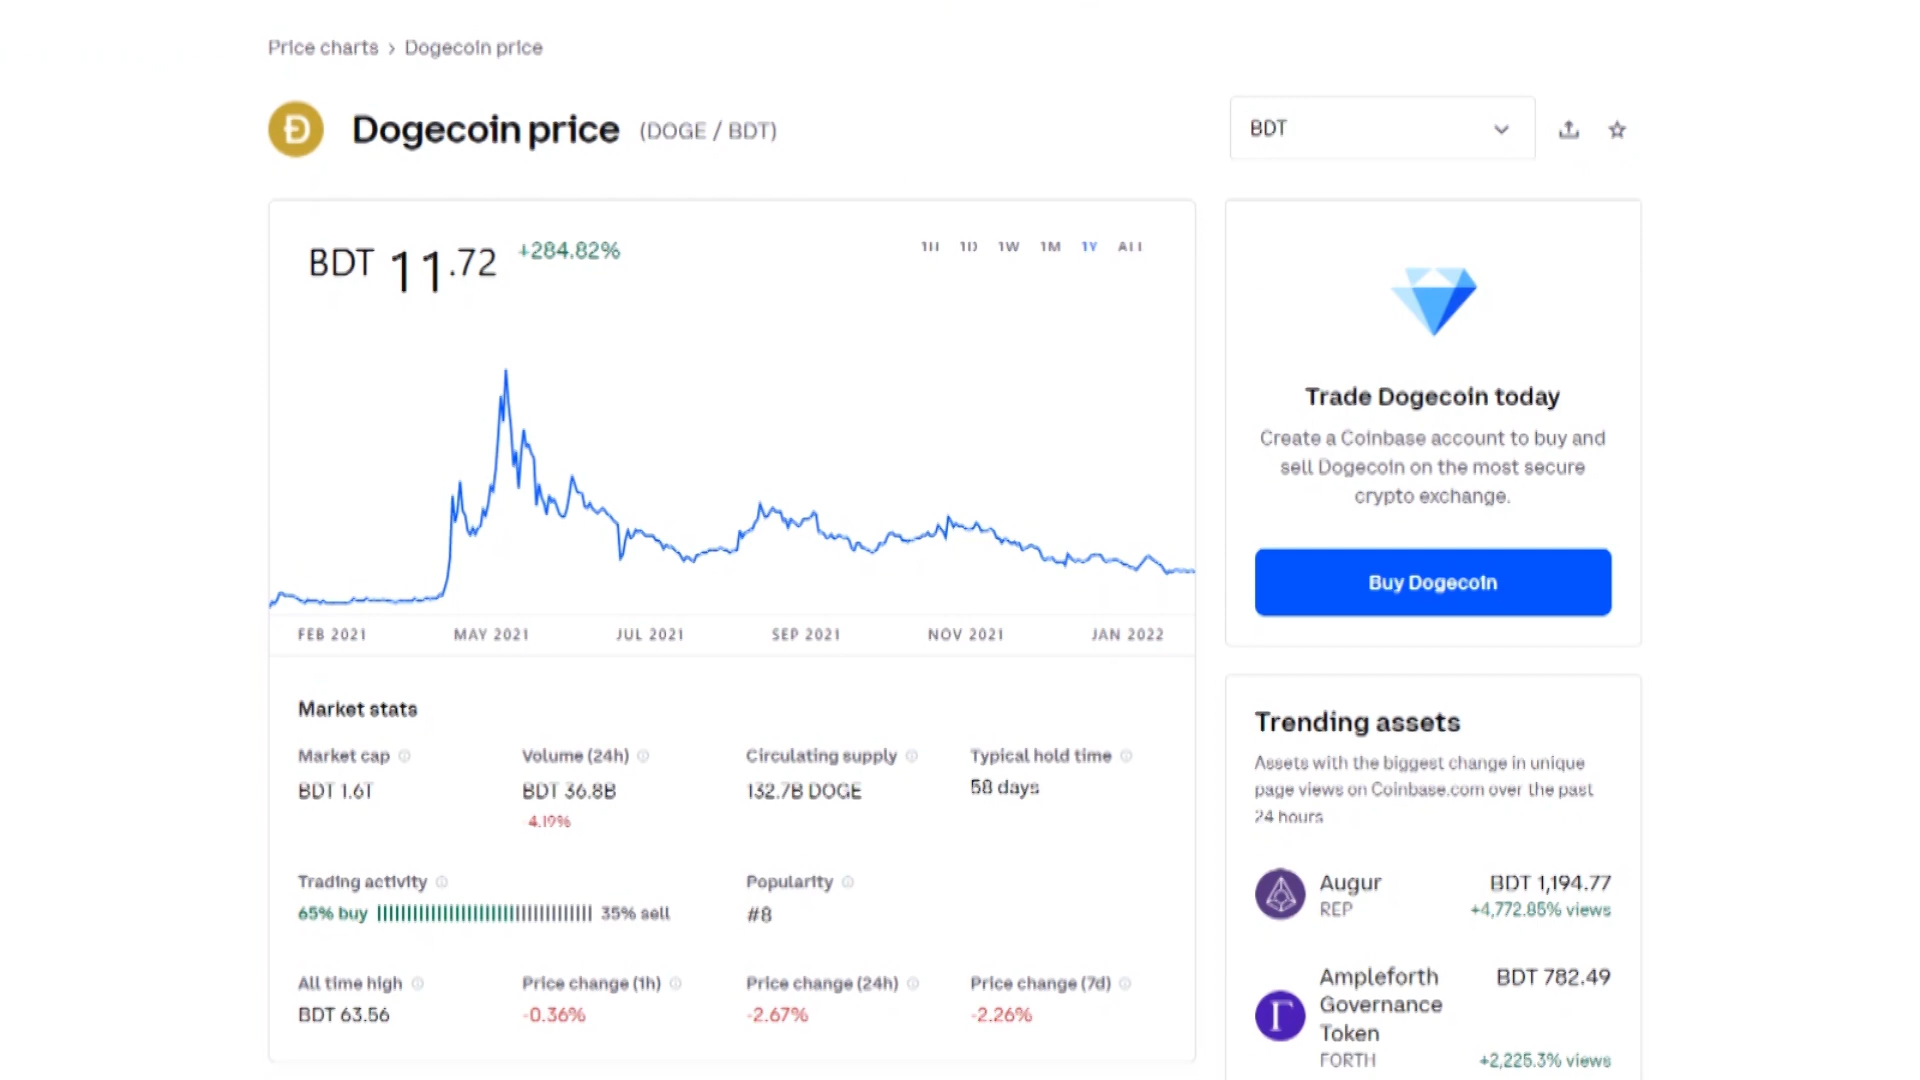 Price charts › Dogecoin price
Dogecoin price (DOGE / BDT)
BDT
BDT 11.72 +284.82%
1H 1D 1W 1M 1Y ALL
FEB 2021 MAY 2021 JUL 2021 SEP 2021 NOV 2021 JAN 2022
Market stats
Market cap Volume (24h) Circulating supply Typical hold time
BDT 1.6T BDT 36.8B 132.7B DOGE 58 days
-4.19%
Trading activity Popularity
65% buy 35% sell #8
All time high Price change (1h) Price change (24h) Price change (7d)
BDT 63.56 -0.36% -2.67% -2.26%
Trade Dogecoin today
Create a Coinbase account to buy and
sell Dogecoin on the most secure
crypto exchange.
Buy Dogecoin
Trending assets
Assets with the biggest change in unique
page views on Coinbase.com over the past
24 hours
Augur BDT 1,194.77
REP +4,772.85% views
Ampleforth BDT 782.49
Governance
Token
FORTH +2,225.3% views